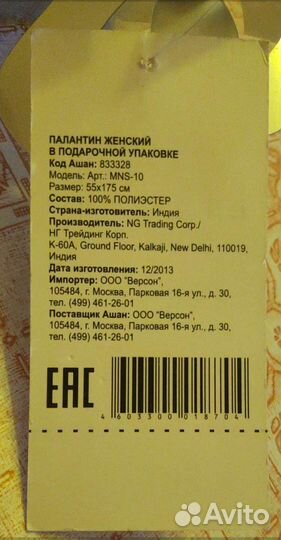 ПАЛАНТИН ЖЕНСКИЙ
В ПОДАРОЧНОЙ УПАКОВКЕ
Код Ашан: 833328
Модель: Арт.: MNS-10
Размер: 55х175 см
Состав: 100% ПОЛИЭСТЕР
Страна-изготовитель: Индия
Производитель: NG Trading Corp./
НГ Трейдинг Корп.
K-60A, Ground Floor, Kalkaji, New Delhi, 110019,
Индия
Дата изготовления: 12/2013
Импортер: ООО "Версон",
105484, г. Москва, Парковая 16-я ул., д. 30,
тел. (499) 461-26-01
Поставщик Ашан: ООО "Версон",
105484, г. Москва, Парковая 16-я ул., д. 30,
тел. (499) 461-26-01
ЕАС
4 603300 018704
Avito